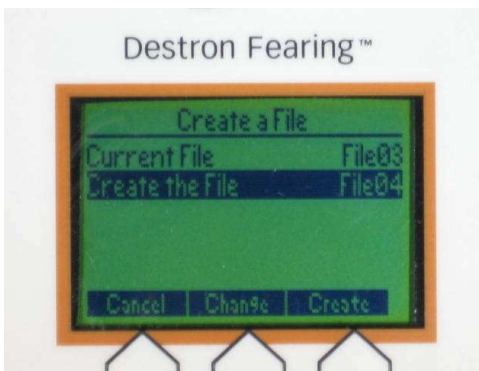 Destron Fearing™
Create a File
Current File File03
Create the File File04
Cancel Change Create